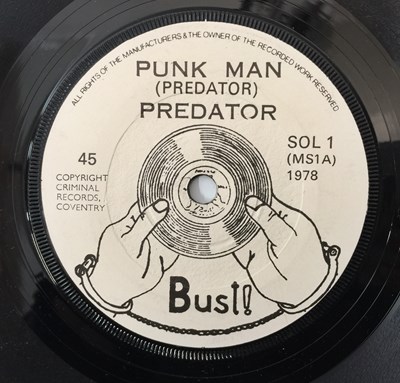 ALL RIGHTS OF THE MANUFACTURERS & THE OWNER OF THE RECORDED WORK RESERVED
PUNK MAN
(PREDATOR)
PREDATOR
45
COPYRIGHT
CRIMINAL
RECORDS,
COVENTRY
SOL 1
(MS1A)
1978
Bust!